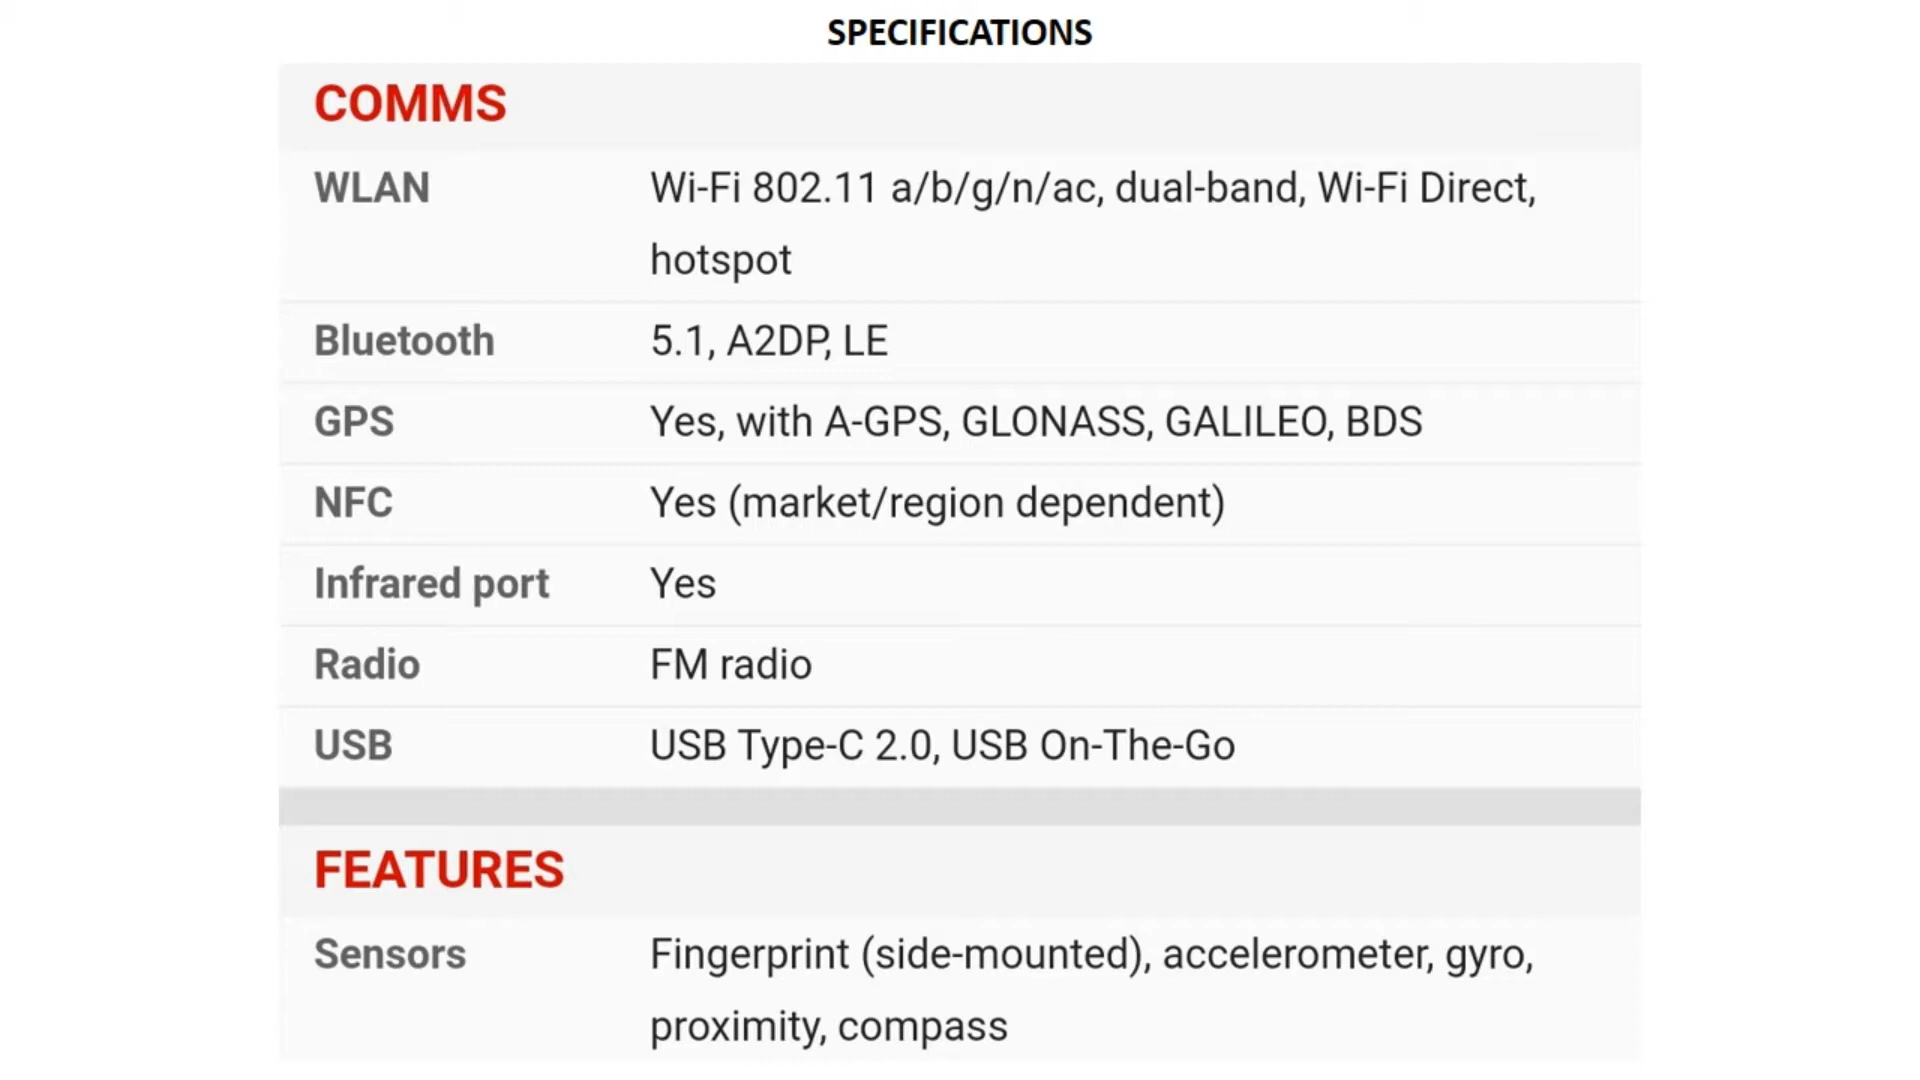 SPECIFICATIONS
COMMS
WLAN Wi-Fi 802.11 a/b/g/n/ac, dual-band, Wi-Fi Direct,
hotspot
Bluetooth 5.1, A2DP, LE
GPS Yes, with A-GPS, GLONASS, GALILEO, BDS
NFC Yes (market/region dependent)
Infrared port Yes
Radio FM radio
USB USB Type-C 2.0, USB On-The-Go
FEATURES
Sensors Fingerprint (side-mounted), accelerometer, gyro,
proximity, compass